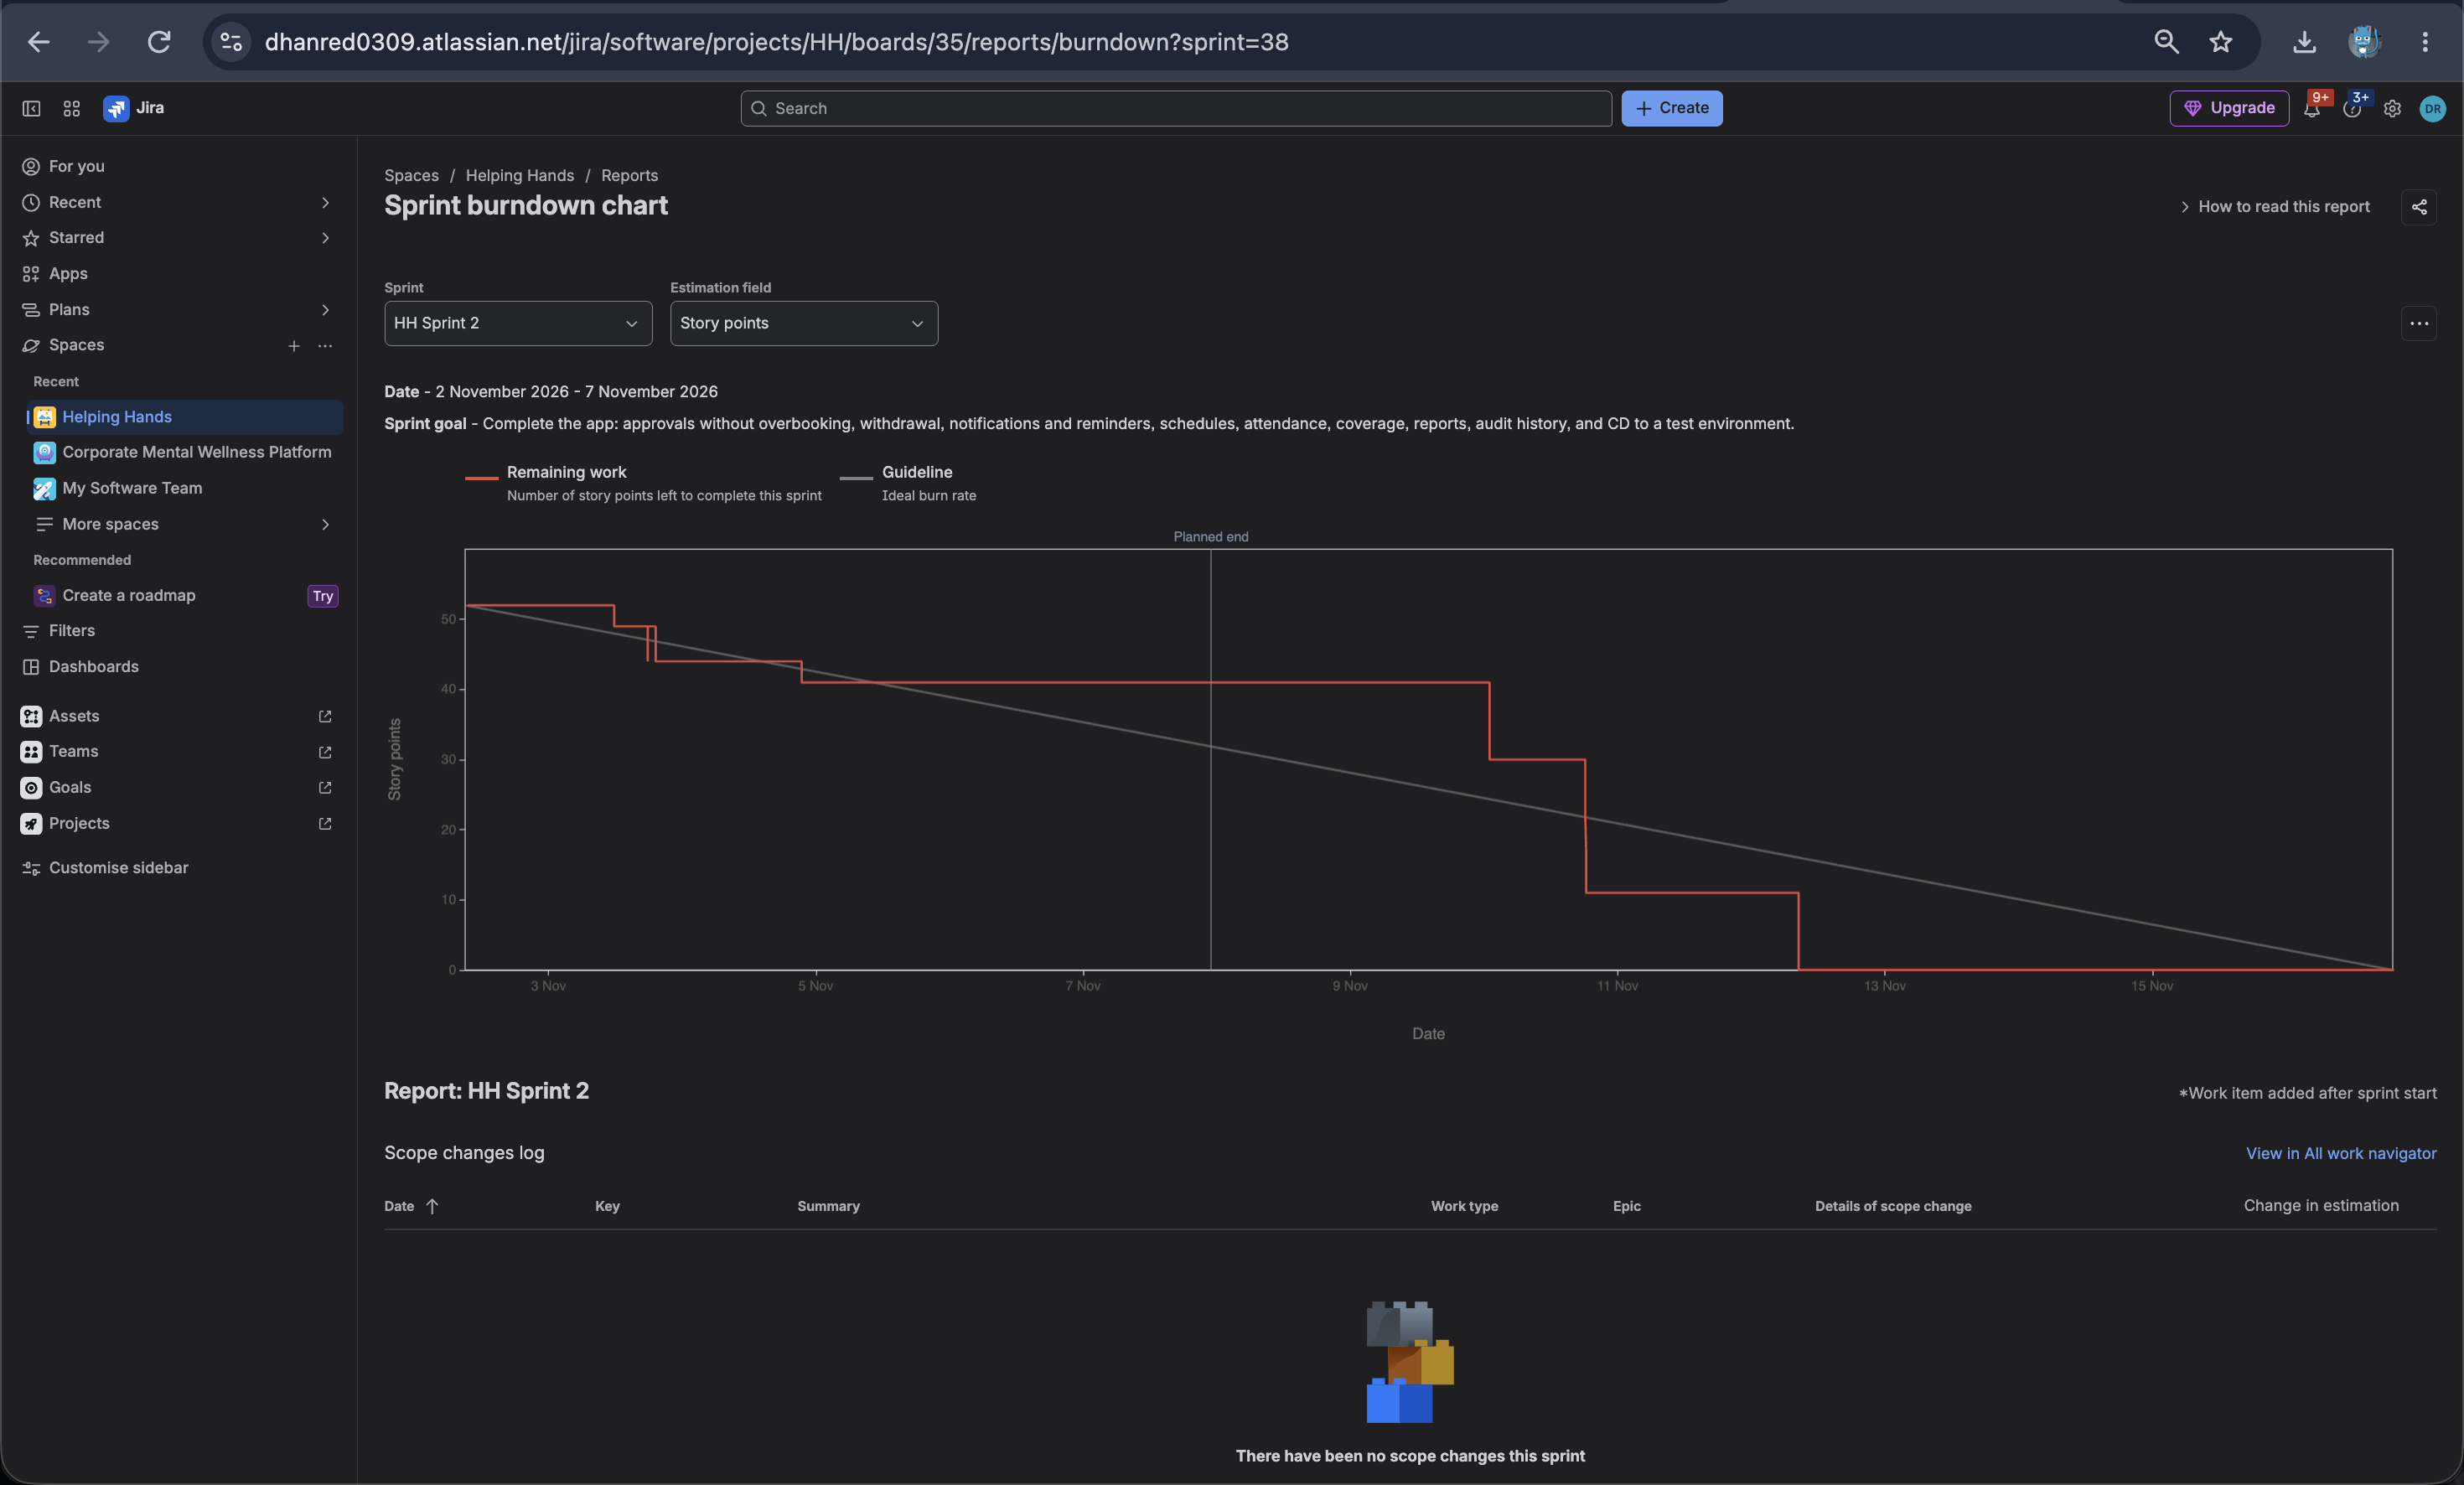 dhanred0309.atlassian.net/jira/software/projects/HH/boards/35/reports/burndown?sprint=38
Jira
Search
Create
Upgrade
9+
3+
DR
For you
Recent
Starred
Apps
Plans
Spaces
Recent
Helping Hands
Corporate Mental Wellness Platform
My Software Team
More spaces
Recommended
Create a roadmap
Try
Filters
Dashboards
Assets
Teams
Goals
Projects
Customise sidebar
Spaces / Helping Hands / Reports
Sprint burndown chart
How to read this report
Sprint
Estimation field
HH Sprint 2
Story points
Date - 2 November 2026 - 7 November 2026
Sprint goal - Complete the app: approvals without overbooking, withdrawal, notifications and reminders, schedules, attendance, coverage, reports, audit history, and CD to a test environment.
Remaining work
Number of story points left to complete this sprint
Guideline
Ideal burn rate
Planned end
Story points
50
40
30
20
10
0
3 Nov
5 Nov
7 Nov
9 Nov
11 Nov
13 Nov
15 Nov
Date
Report: HH Sprint 2
*Work item added after sprint start
Scope changes log
View in All work navigator
Date
Key
Summary
Work type
Epic
Details of scope change
Change in estimation
There have been no scope changes this sprint